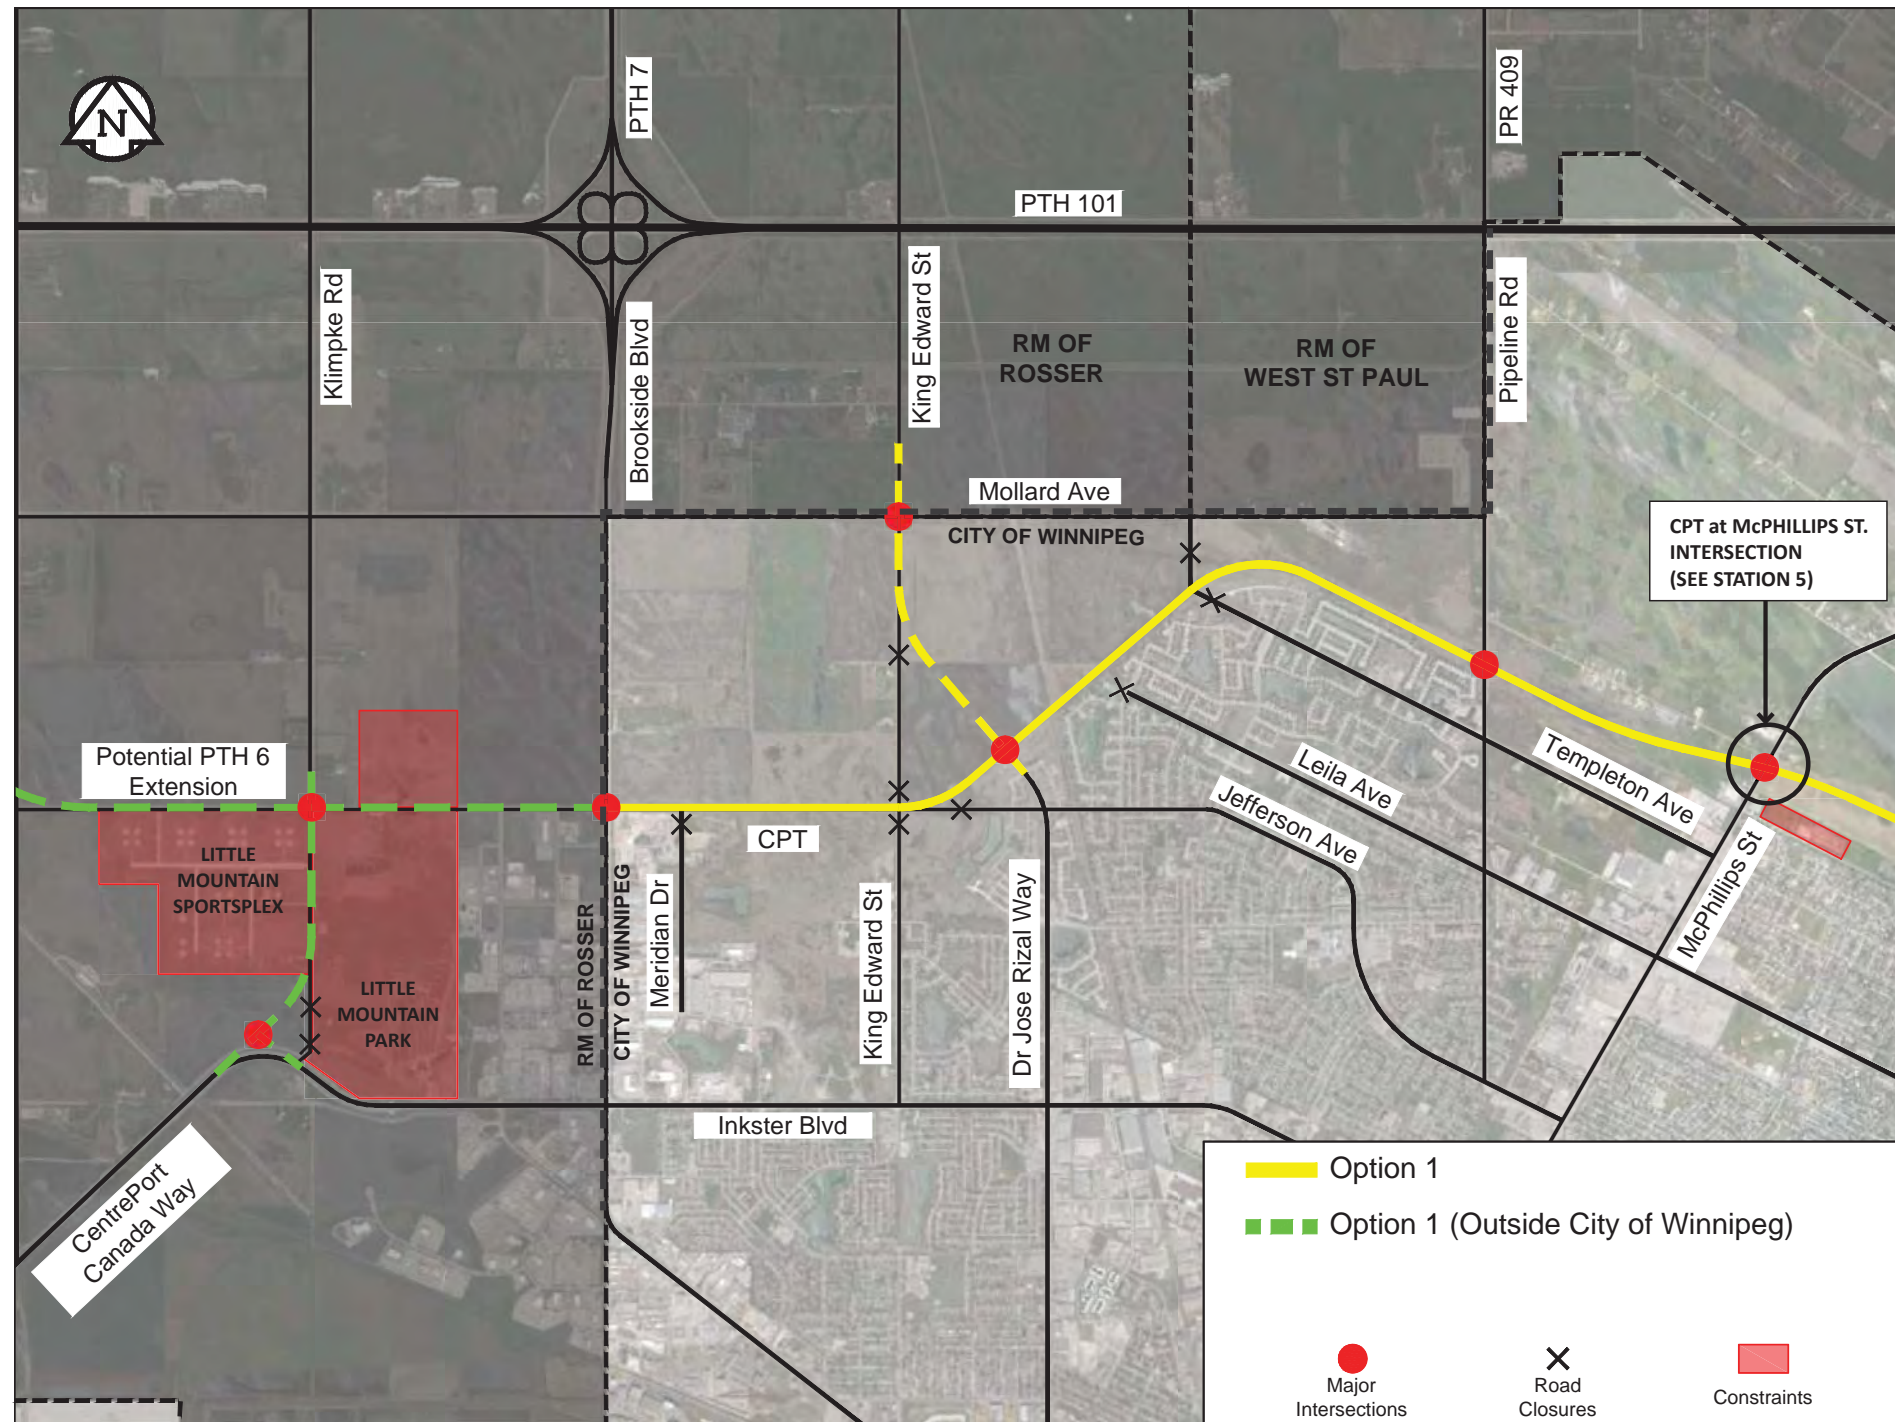 N
PTH 7
PR 409
PTH 101
Klimpke Rd
Brookside Blvd
King Edward St
RM OF
ROSSER
RM OF
WEST ST PAUL
Pipeline Rd
Mollard Ave
CITY OF WINNIPEG
CPT at McPHILLIPS ST.
INTERSECTION
(SEE STATION 5)
Potential PTH 6
Extension
LITTLE
MOUNTAIN
SPORTSPLEX
LITTLE
MOUNTAIN
PARK
RM OF ROSSER
CITY OF WINNIPEG
Meridian Dr
CPT
King Edward St
Dr Jose Rizal Way
Leila Ave
Jefferson Ave
Templeton Ave
McPhillips St
Inkster Blvd
CentrePort
Canada Way
Option 1
Option 1 (Outside City of Winnipeg)
Major
Intersections
Road
Closures
Constraints